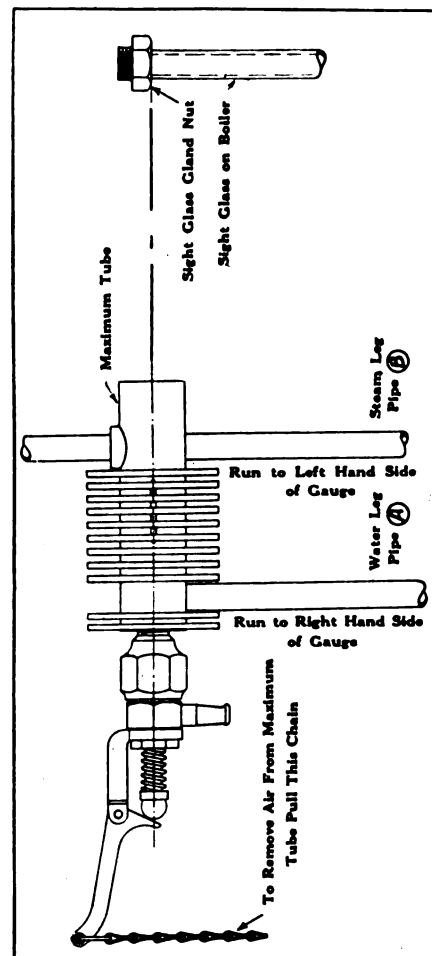 Sight Glass Gland Nut
Sight Glass on Boiler
Maximum Tube
Steam Leg
Pipe Ⓑ
Run to Left Hand Side
of Gauge
Water Leg
Pipe Ⓐ
Run to Right Hand Side
of Gauge
To Remove Air From Maximum
Tube Pull This Chain